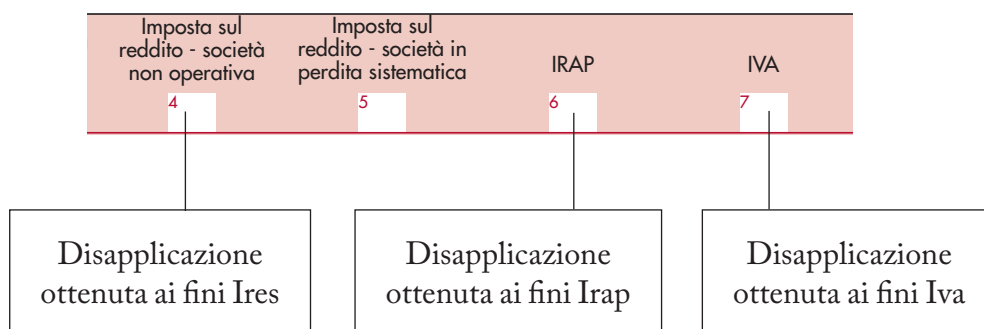 Imposta sul
reddito - società
non operativa
Imposta sul
reddito - società in
perdita sistematica
IRAP
IVA
4
5
6
7
Disapplicazione
ottenuta ai fini Ires
Disapplicazione
ottenuta ai fini Irap
Disapplicazione
ottenuta ai fini Iva